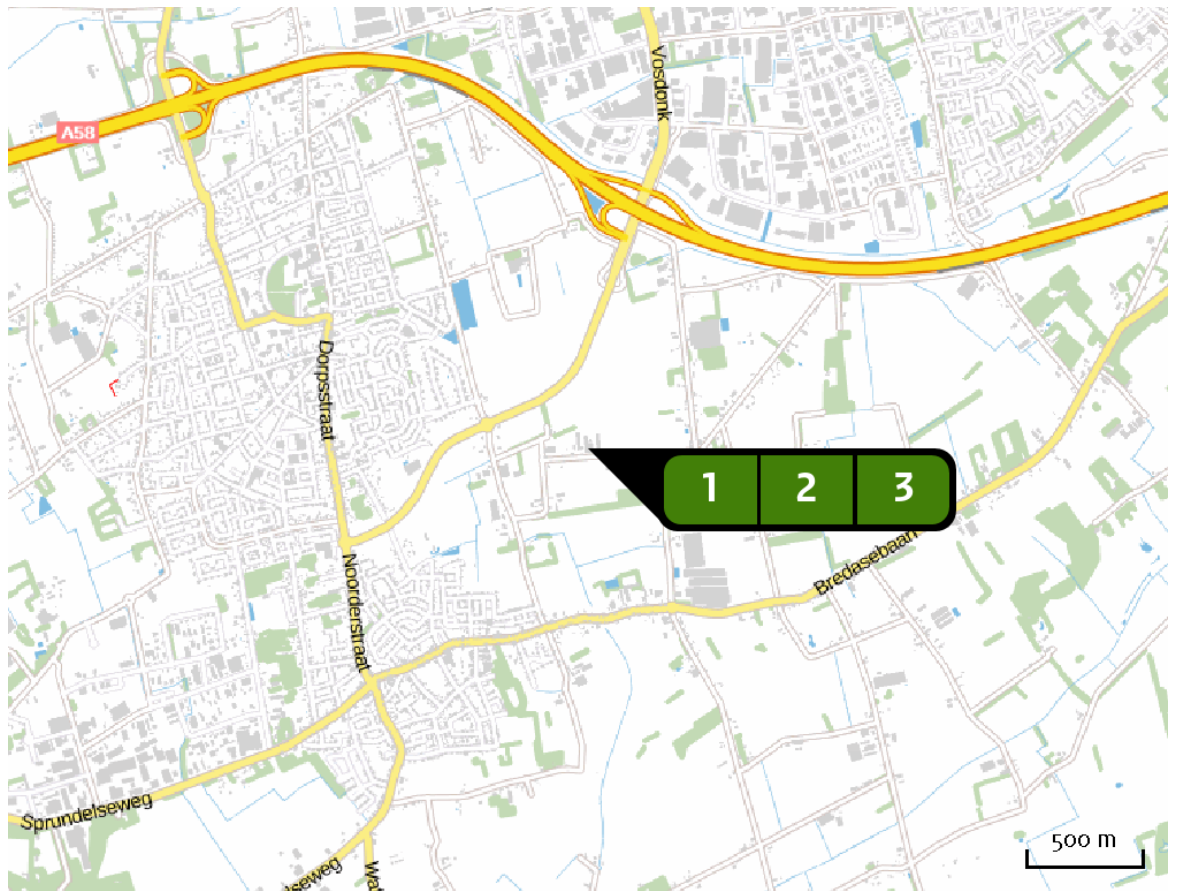 Vosdonk
A58
Dorpsstraat
1 2 3
Bredasebaan
Noorderstraat
Sprundelseweg
500 m